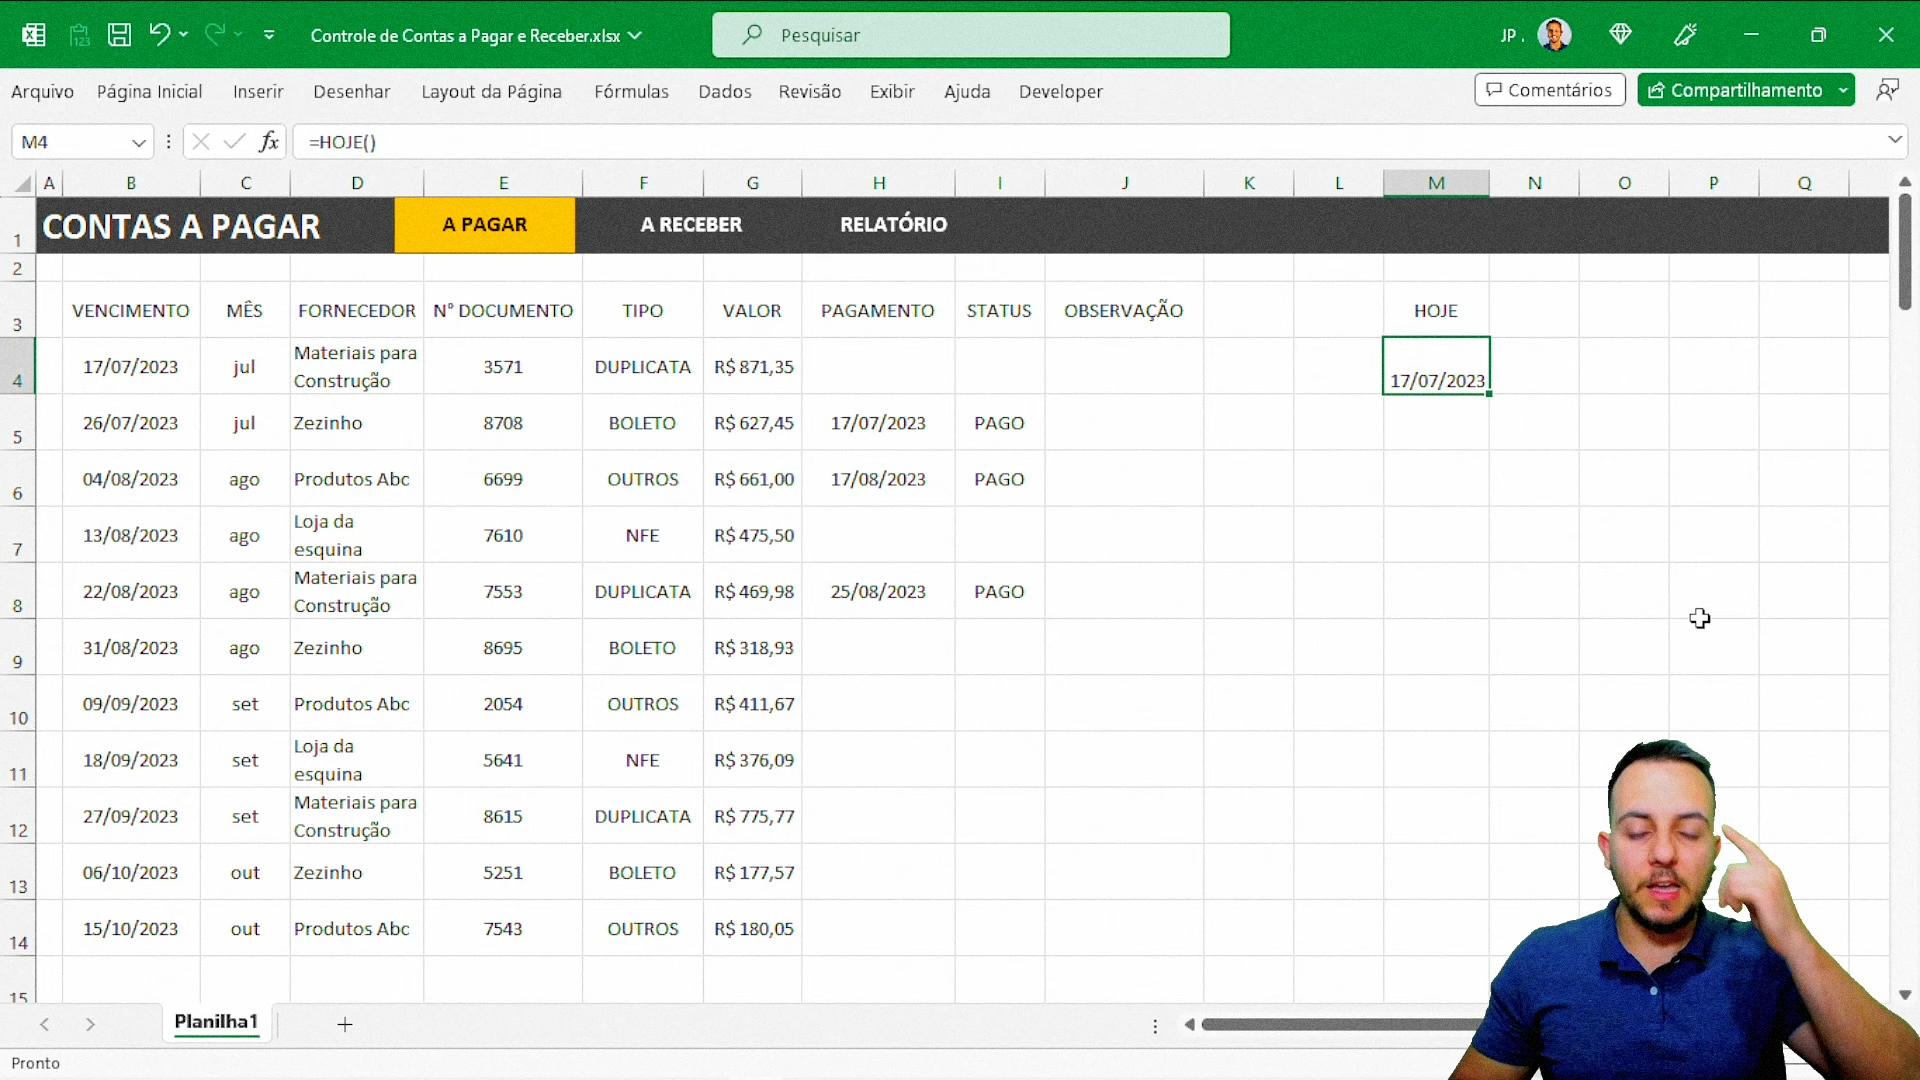 Controle de Contas a Pagar e Receber.xlsx
Pesquisar
JP .
Arquivo Página Inicial Inserir Desenhar Layout da Página Fórmulas Dados Revisão Exibir Ajuda Developer
Comentários Compartilhamento
M4 fx =HOJE()
A B C D E F G H I J K L M N O P Q
1 CONTAS A PAGAR A PAGAR A RECEBER RELATÓRIO
2
3 VENCIMENTO MÊS FORNECEDOR N° DOCUMENTO TIPO VALOR PAGAMENTO STATUS OBSERVAÇÃO HOJE
4 17/07/2023 jul Materiais para Construção 3571 DUPLICATA R$ 871,35 17/07/2023
5 26/07/2023 jul Zezinho 8708 BOLETO R$ 627,45 17/07/2023 PAGO
6 04/08/2023 ago Produtos Abc 6699 OUTROS R$ 661,00 17/08/2023 PAGO
7 13/08/2023 ago Loja da esquina 7610 NFE R$ 475,50
8 22/08/2023 ago Materiais para Construção 7553 DUPLICATA R$ 469,98 25/08/2023 PAGO
9 31/08/2023 ago Zezinho 8695 BOLETO R$ 318,93
10 09/09/2023 set Produtos Abc 2054 OUTROS R$ 411,67
11 18/09/2023 set Loja da esquina 5641 NFE R$ 376,09
12 27/09/2023 set Materiais para Construção 8615 DUPLICATA R$ 775,77
13 06/10/2023 out Zezinho 5251 BOLETO R$ 177,57
14 15/10/2023 out Produtos Abc 7543 OUTROS R$ 180,05
15
Planilha1
Pronto